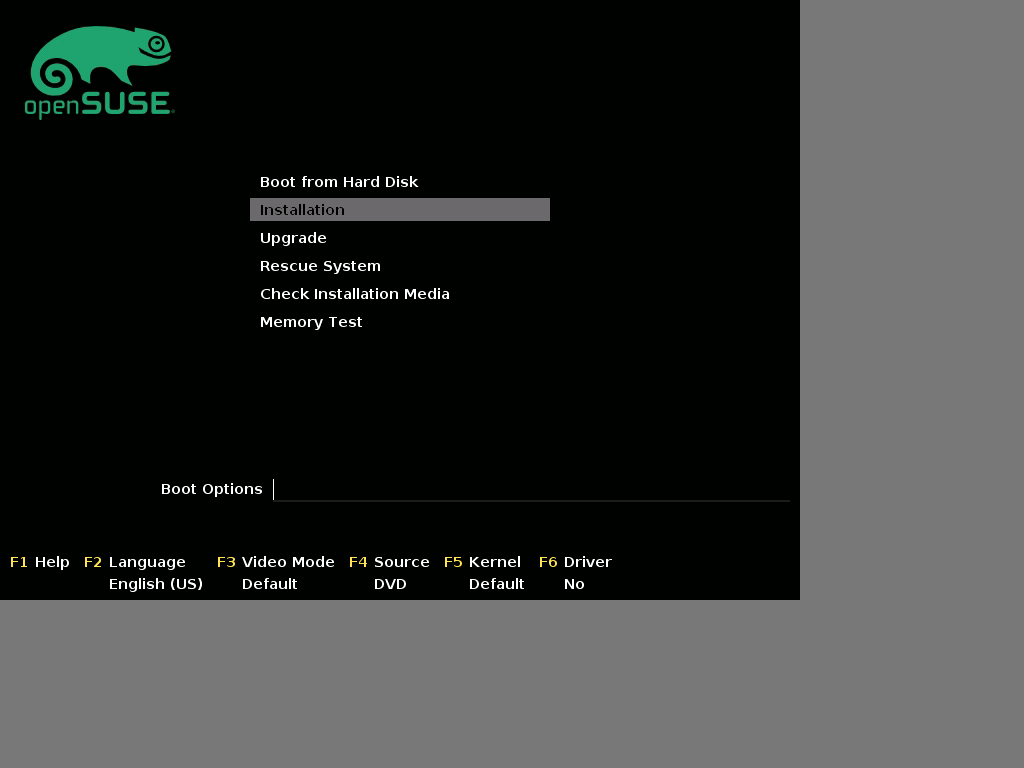 openSUSE
Boot from Hard Disk
Installation
Upgrade
Rescue System
Check Installation Media
Memory Test
Boot Options
F1 Help F2 Language F3 Video Mode F4 Source F5 Kernel F6 Driver
English (US) Default DVD Default No